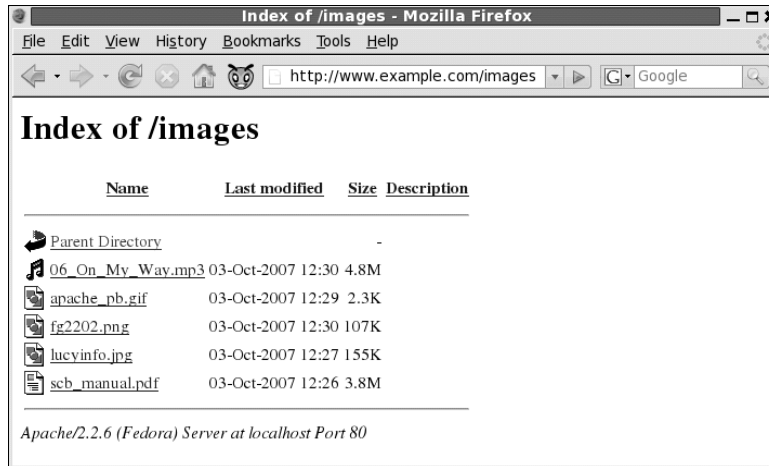 Index of /images - Mozilla Firefox
File Edit View History Bookmarks Tools Help
http://www.example.com/images G Google
Index of /images
Name Last modified Size Description
Parent Directory -
06_On_My_Way.mp3 03-Oct-2007 12:30 4.8M
apache_pb.gif 03-Oct-2007 12:29 2.3K
fg2202.png 03-Oct-2007 12:30 107K
lucyinfo.jpg 03-Oct-2007 12:27 155K
scb_manual.pdf 03-Oct-2007 12:26 3.8M
Apache/2.2.6 (Fedora) Server at localhost Port 80